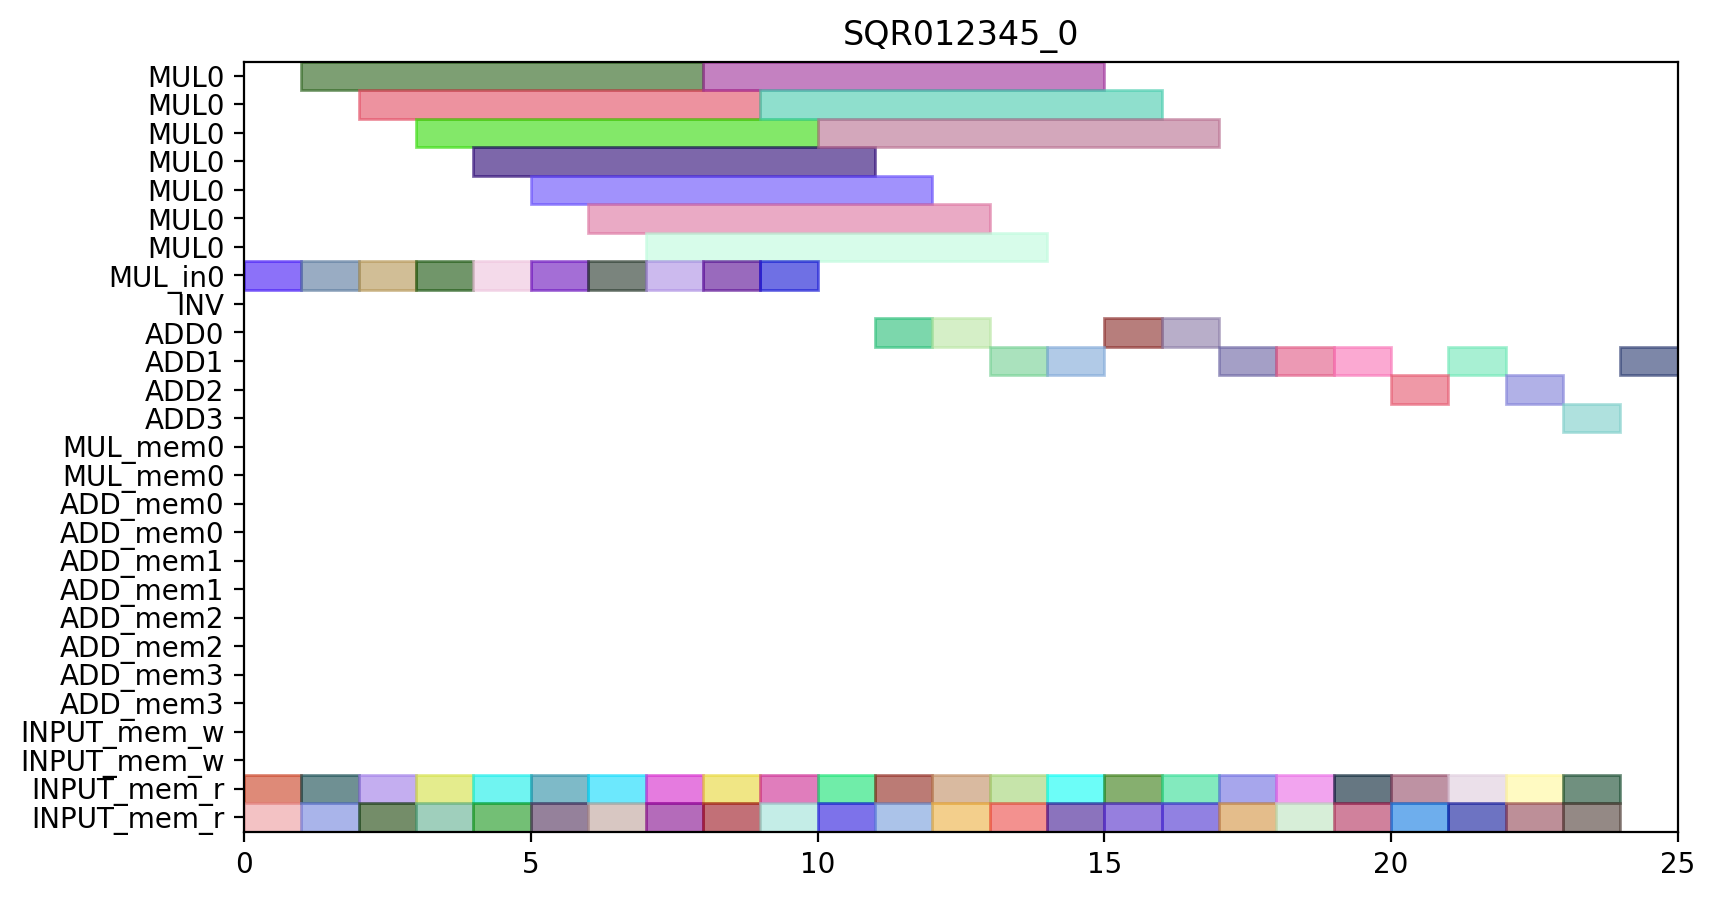 SQR012345_0
MUL0
MUL0
MUL0
MUL0
MUL0
MUL0
MUL0
MUL_in0
INV
ADD0
ADD1
ADD2
ADD3
MUL_mem0
MUL_mem0
ADD_mem0
ADD_mem0
ADD_mem1
ADD_mem1
ADD_mem2
ADD_mem2
ADD_mem3
ADD_mem3
INPUT_mem_w
INPUT_mem_w
INPUT_mem_r
INPUT_mem_r
0 5 10 15 20 25